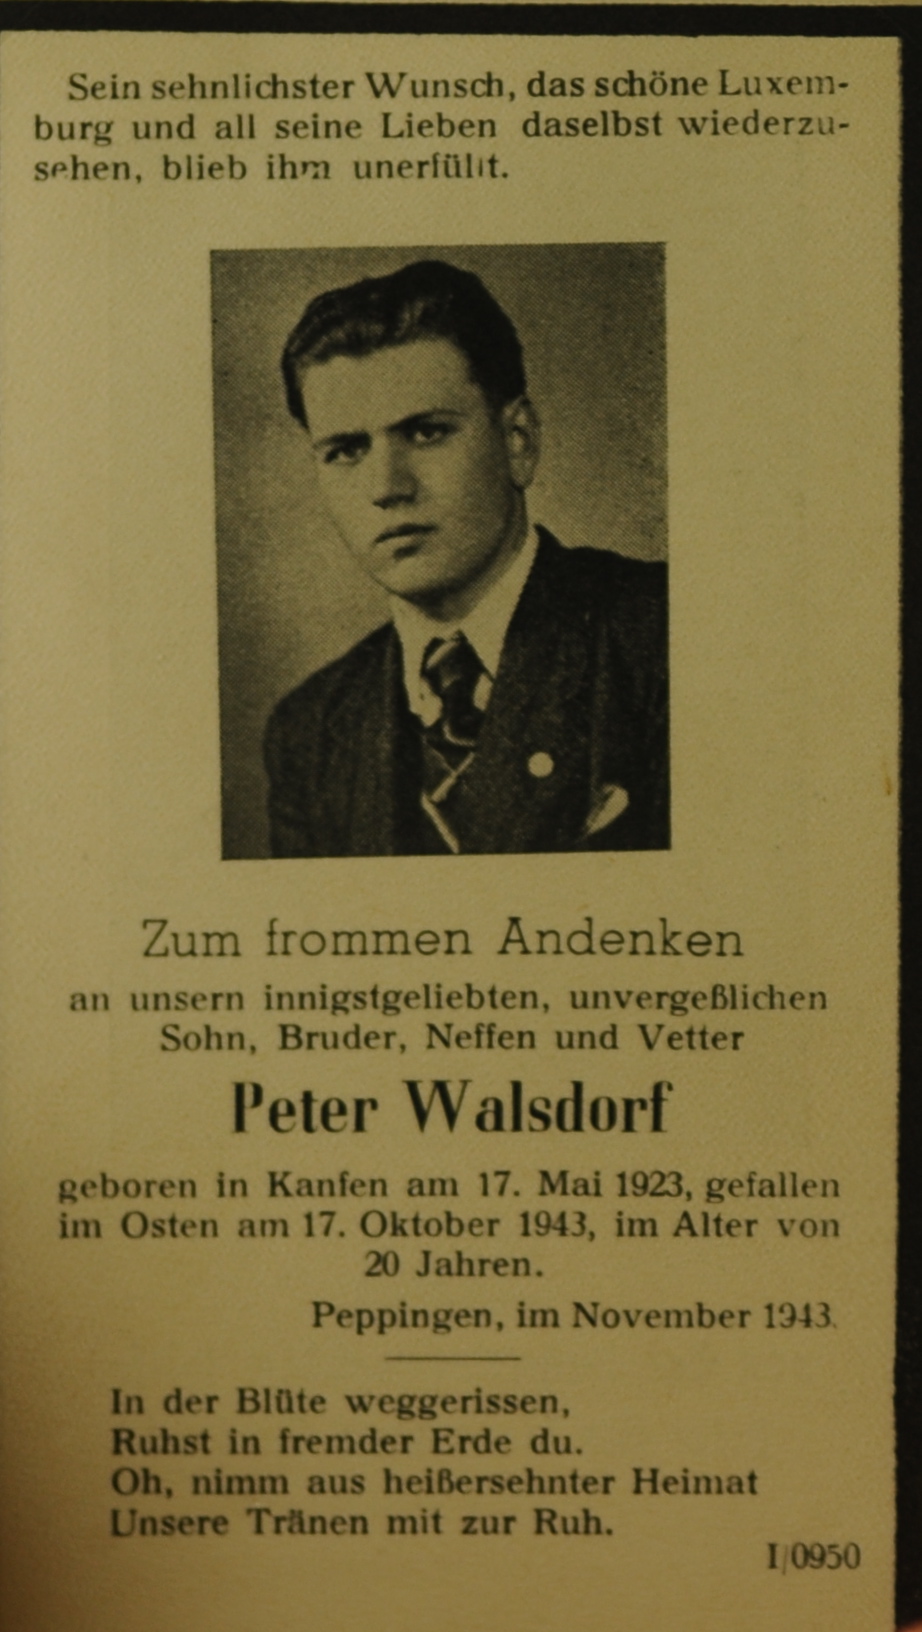 Sein sehnlichster Wunsch, das schöne Luxem-
burg und all seine Lieben daselbst wiederzu-
sehen, blieb ihm unerfüllt.
Zum frommen Andenken
an unsern innigstgeliebten, unvergeßlichen
Sohn, Bruder, Neffen und Vetter
Peter Walsdorf
geboren in Kanfen am 17. Mai 1923, gefallen
im Osten am 17. Oktober 1943, im Alter von
20 Jahren.
Peppingen, im November 1943.
In der Blüte weggerissen,
Ruhst in fremder Erde du.
Oh, nimm aus heißersehnter Heimat
Unsere Tränen mit zur Ruh.
I/0950